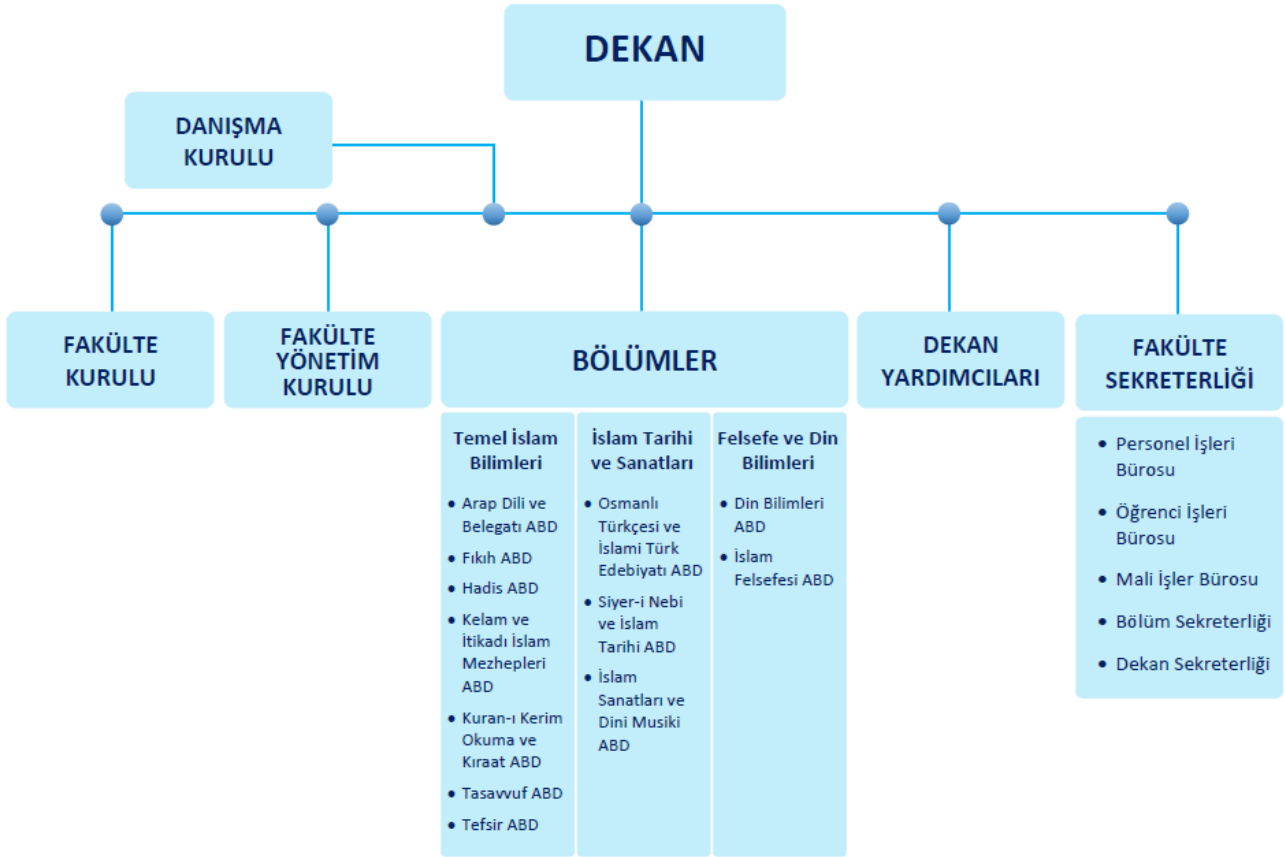 DEKAN
DANIŞMA
KURULU
FAKÜLTE
KURULU
FAKÜLTE
YÖNETİM
KURULU
BÖLÜMLER
DEKAN
YARDIMCILARI
FAKÜLTE
SEKRETERLİĞİ
Temel İslam
Bilimleri
• Arap Dili ve
Belegatı ABD
• Fıkıh ABD
• Hadis ABD
• Kelam ve
İtikadı İslam
Mezhepleri
ABD
• Kuran-ı Kerim
Okuma ve
Kıraat ABD
• Tasavvuf ABD
• Tefsir ABD
İslam Tarihi
ve Sanatları
• Osmanlı
Türkçesi ve
İslami Türk
Edebiyatı ABD
• Siyer-i Nebi
ve İslam
Tarihi ABD
• İslam
Sanatları ve
Dini Musiki
ABD
Felsefe ve Din
Bilimleri
• Din Bilimleri
ABD
• İslam
Felsefesi ABD
• Personel İşleri
Bürosu
• Öğrenci İşleri
Bürosu
• Mali İşler Bürosu
• Bölüm Sekreterliği
• Dekan Sekreterliği